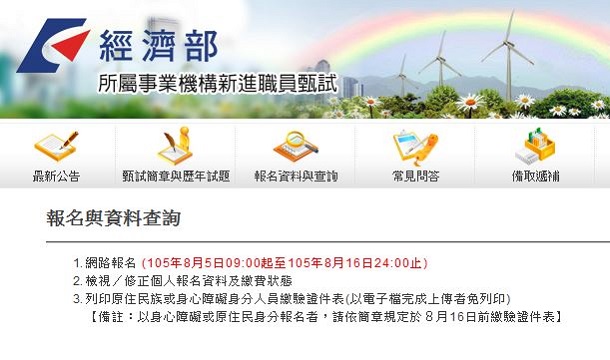 經濟部
所屬事業機構新進職員甄試
最新公告
甄試簡章與歷年試題
報名資料與查詢
常見問答
備取遞補
報名與資料查詢
1. 網路報名 (105年8月5日09:00起至105年8月16日24:00止)
2. 檢視／修正個人報名資料及繳費狀態
3. 列印原住民族或身心障礙身分人員繳驗證件表(以電子檔完成上傳者免列印)
【備註：以身心障礙或原住民身分報名者，請依簡章規定於８月16日前繳驗證件表】